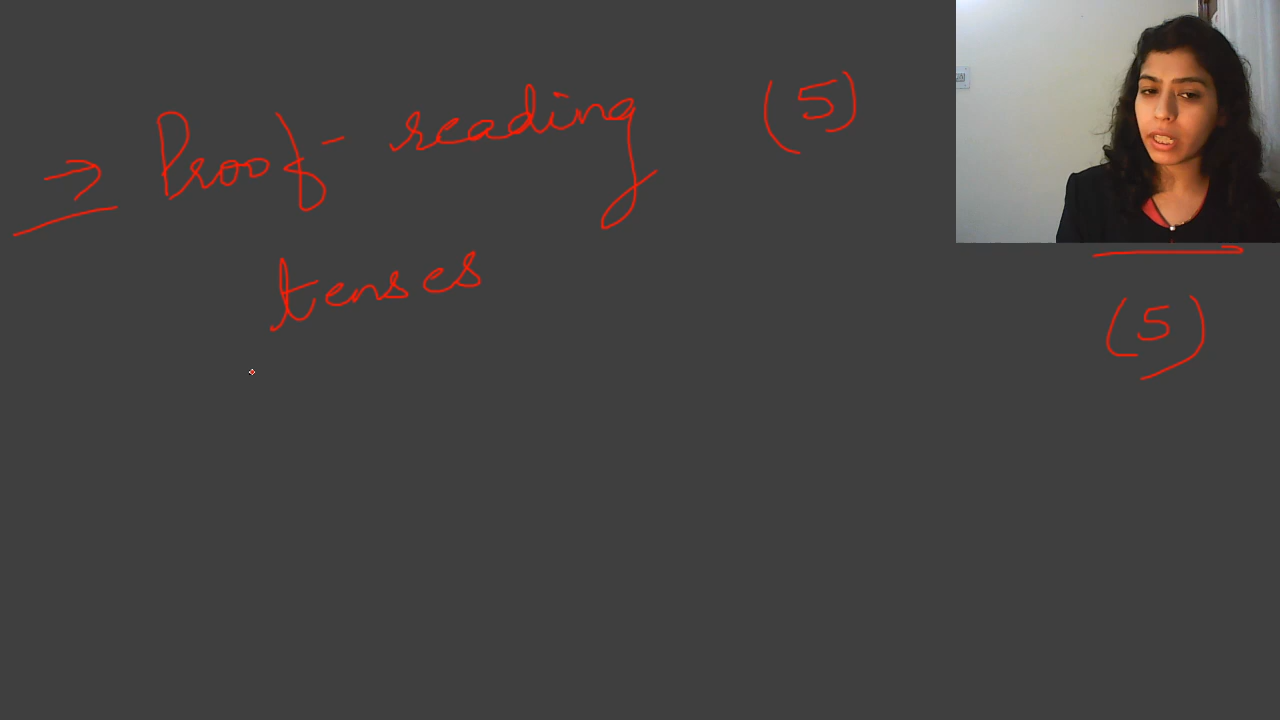 → Proof-reading (5)
tenses
(5)